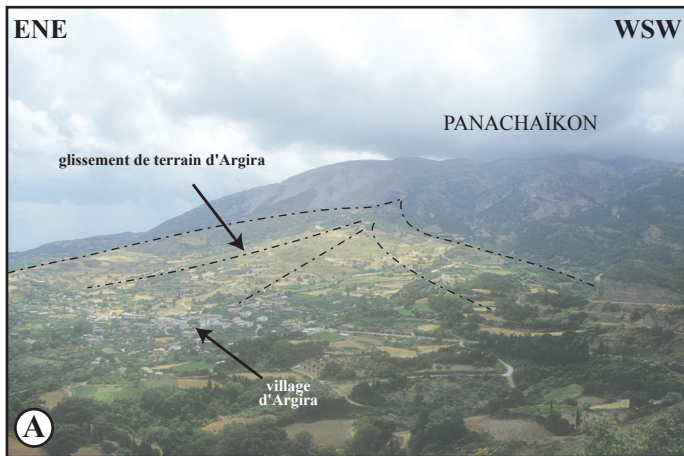 ENE
WSW
PANACHAÏKON
glissement de terrain d'Argira
village
d'Argira
A